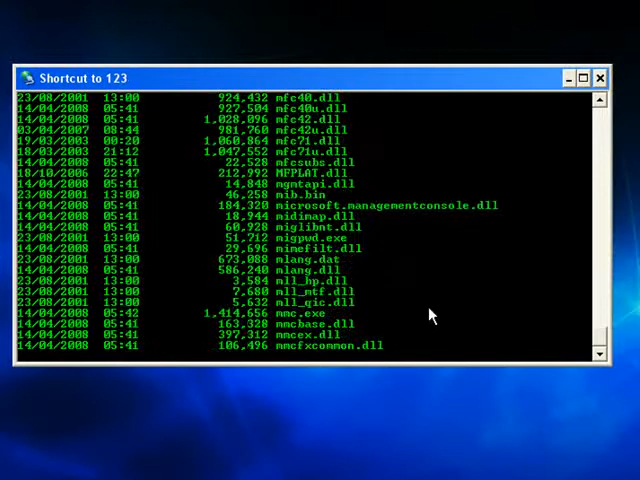 Shortcut to 123
23/08/2001 13:00 924,432 mfc40.dll
14/04/2008 05:41 927,504 mfc40u.dll
14/04/2008 05:41 1,028,096 mfc42.dll
03/04/2007 08:44 981,760 mfc42u.dll
19/03/2003 00:20 1,060,864 mfc71.dll
18/03/2003 21:12 1,047,552 mfc71u.dll
14/04/2008 05:41 22,528 mfcsubs.dll
18/10/2006 22:47 212,992 MFPLAT.dll
14/04/2008 05:41 14,848 mgmtapi.dll
23/08/2001 13:00 46,258 mib.bin
14/04/2008 05:41 184,320 microsoft.managementconsole.dll
14/04/2008 05:41 18,944 midimap.dll
14/04/2008 05:41 60,928 miglibnt.dll
23/08/2001 13:00 51,712 migpwd.exe
14/04/2008 05:41 29,696 mimefilt.dll
23/08/2001 13:00 673,088 mlang.dat
14/04/2008 05:41 586,240 mlang.dll
23/08/2001 13:00 3,584 mll_hp.dll
23/08/2001 13:00 7,680 mll_mtf.dll
23/08/2001 13:00 5,632 mll_qic.dll
14/04/2008 05:42 1,414,656 mmc.exe
14/04/2008 05:41 163,328 mmcbase.dll
14/04/2008 05:41 397,312 mmcex.dll
14/04/2008 05:41 106,496 mmcfxcommon.dll